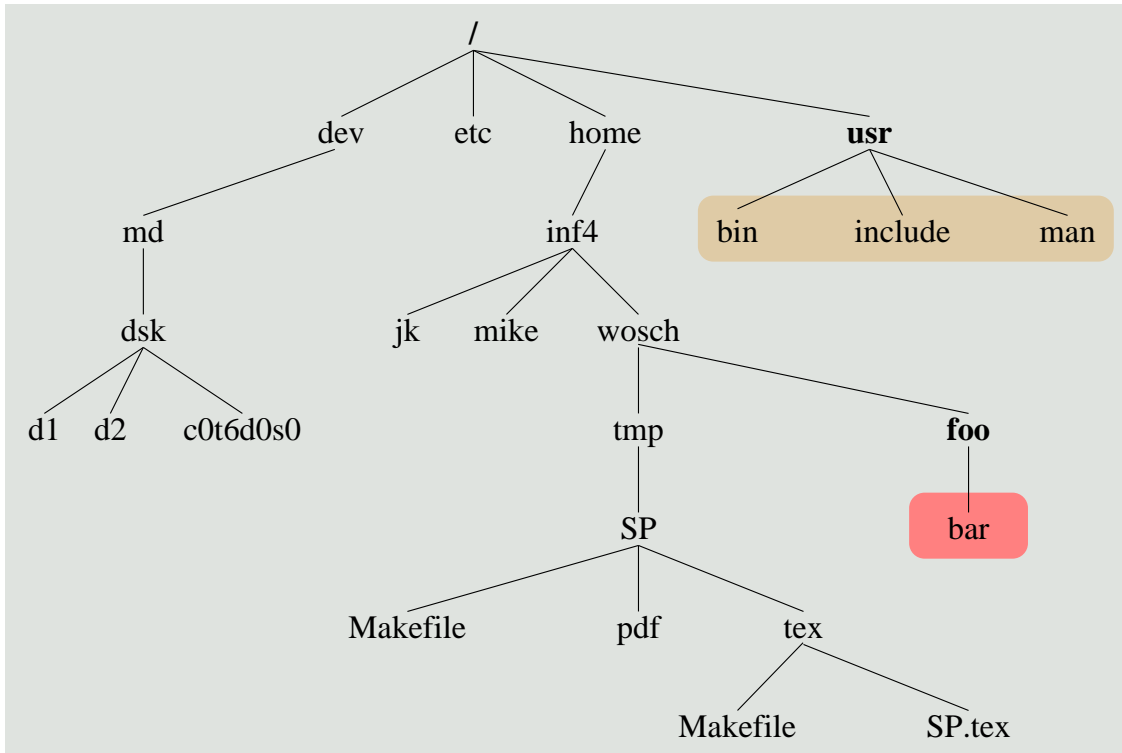 /
dev etc home usr
md inf4 bin include man
dsk jk mike wosch
d1 d2 c0t6d0s0 tmp foo
SP bar
Makefile pdf tex
Makefile SP.tex